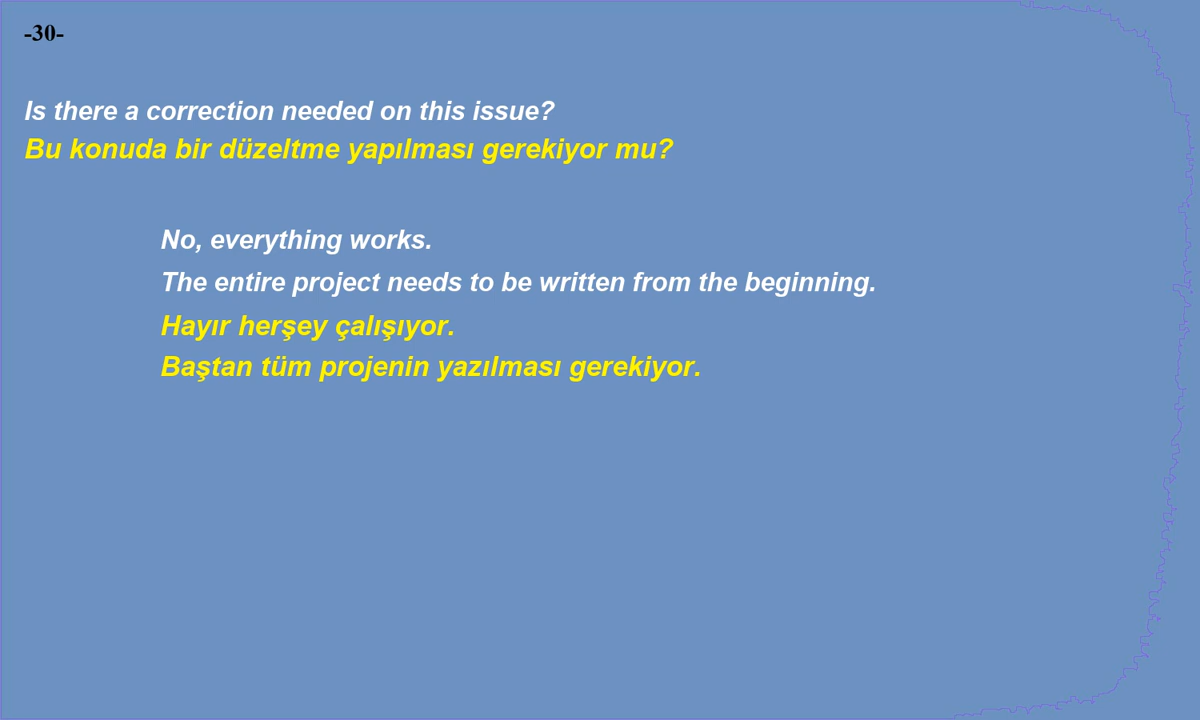 -30-
Is there a correction needed on this issue?
Bu konuda bir düzeltme yapılması gerekiyor mu?
No, everything works.
The entire project needs to be written from the beginning.
Hayır herşey çalışıyor.
Baştan tüm projenin yazılması gerekiyor.